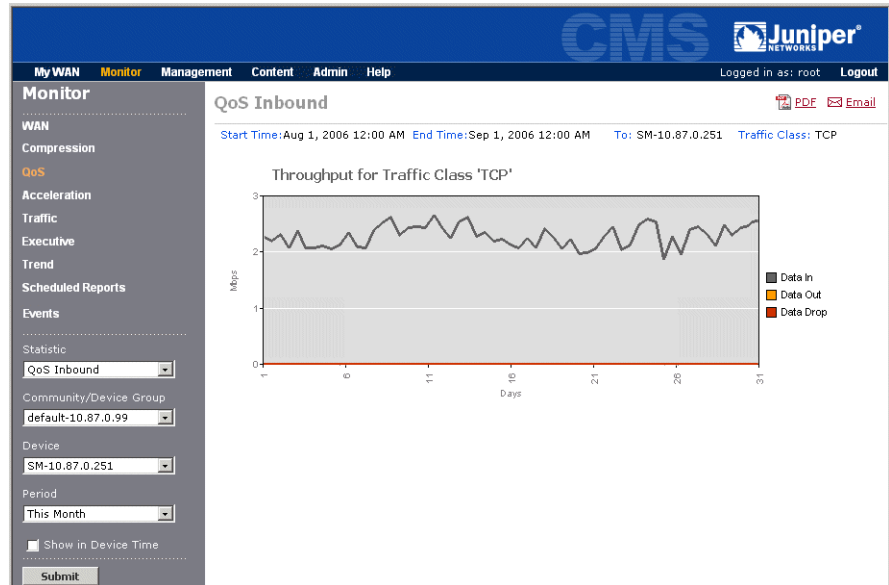 CMS
Juniper®
NETWORKS
My WAN Monitor Management Content Admin Help Logged in as: root Logout
Monitor
WAN
Compression
QoS
Acceleration
Traffic
Executive
Trend
Scheduled Reports
Events
Statistic
QoS Inbound
Community/Device Group
default-10.87.0.99
Device
SM-10.87.0.251
Period
This Month
Show in Device Time
Submit
QoS Inbound
PDF Email
Start Time:Aug 1, 2006 12:00 AM End Time:Sep 1, 2006 12:00 AM To: SM-10.87.0.251 Traffic Class: TCP
Throughput for Traffic Class 'TCP'
3
2
1
0
Mbps
1 6 11 16 21 26 31
Days
Data In
Data Out
Data Drop